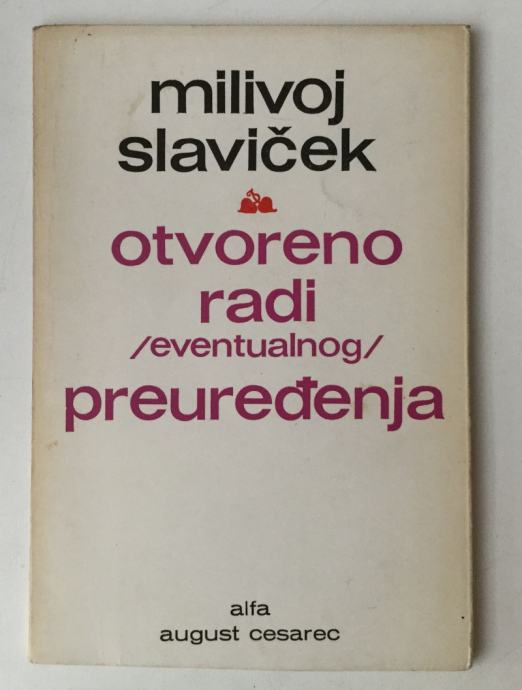 milivoj
slaviček
otvoreno
radi
/eventualnog/
preuređenja
alfa
august cesarec